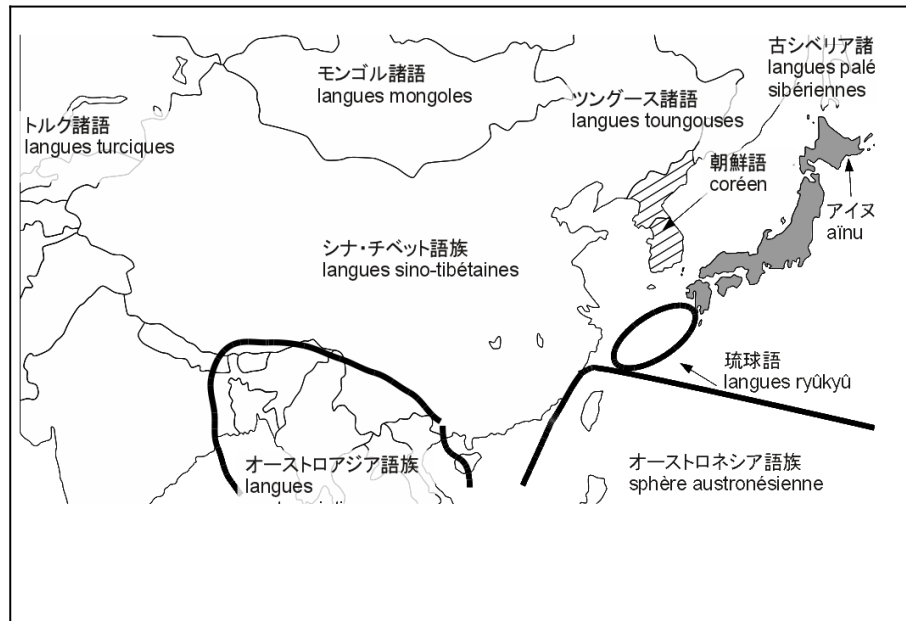 古シベリア諸
langues palé
sibériennes
モンゴル諸語
langues mongoles
ツングース諸語
langues toungouses
トルク諸語
langues turciques
朝鮮語
coréen
アイヌ
aïnu
シナ・チベット語族
langues sino-tibétaines
琉球語
langues ryûkyû
オーストロアジア語族
langues
オーストロネシア語族
sphère austronésienne